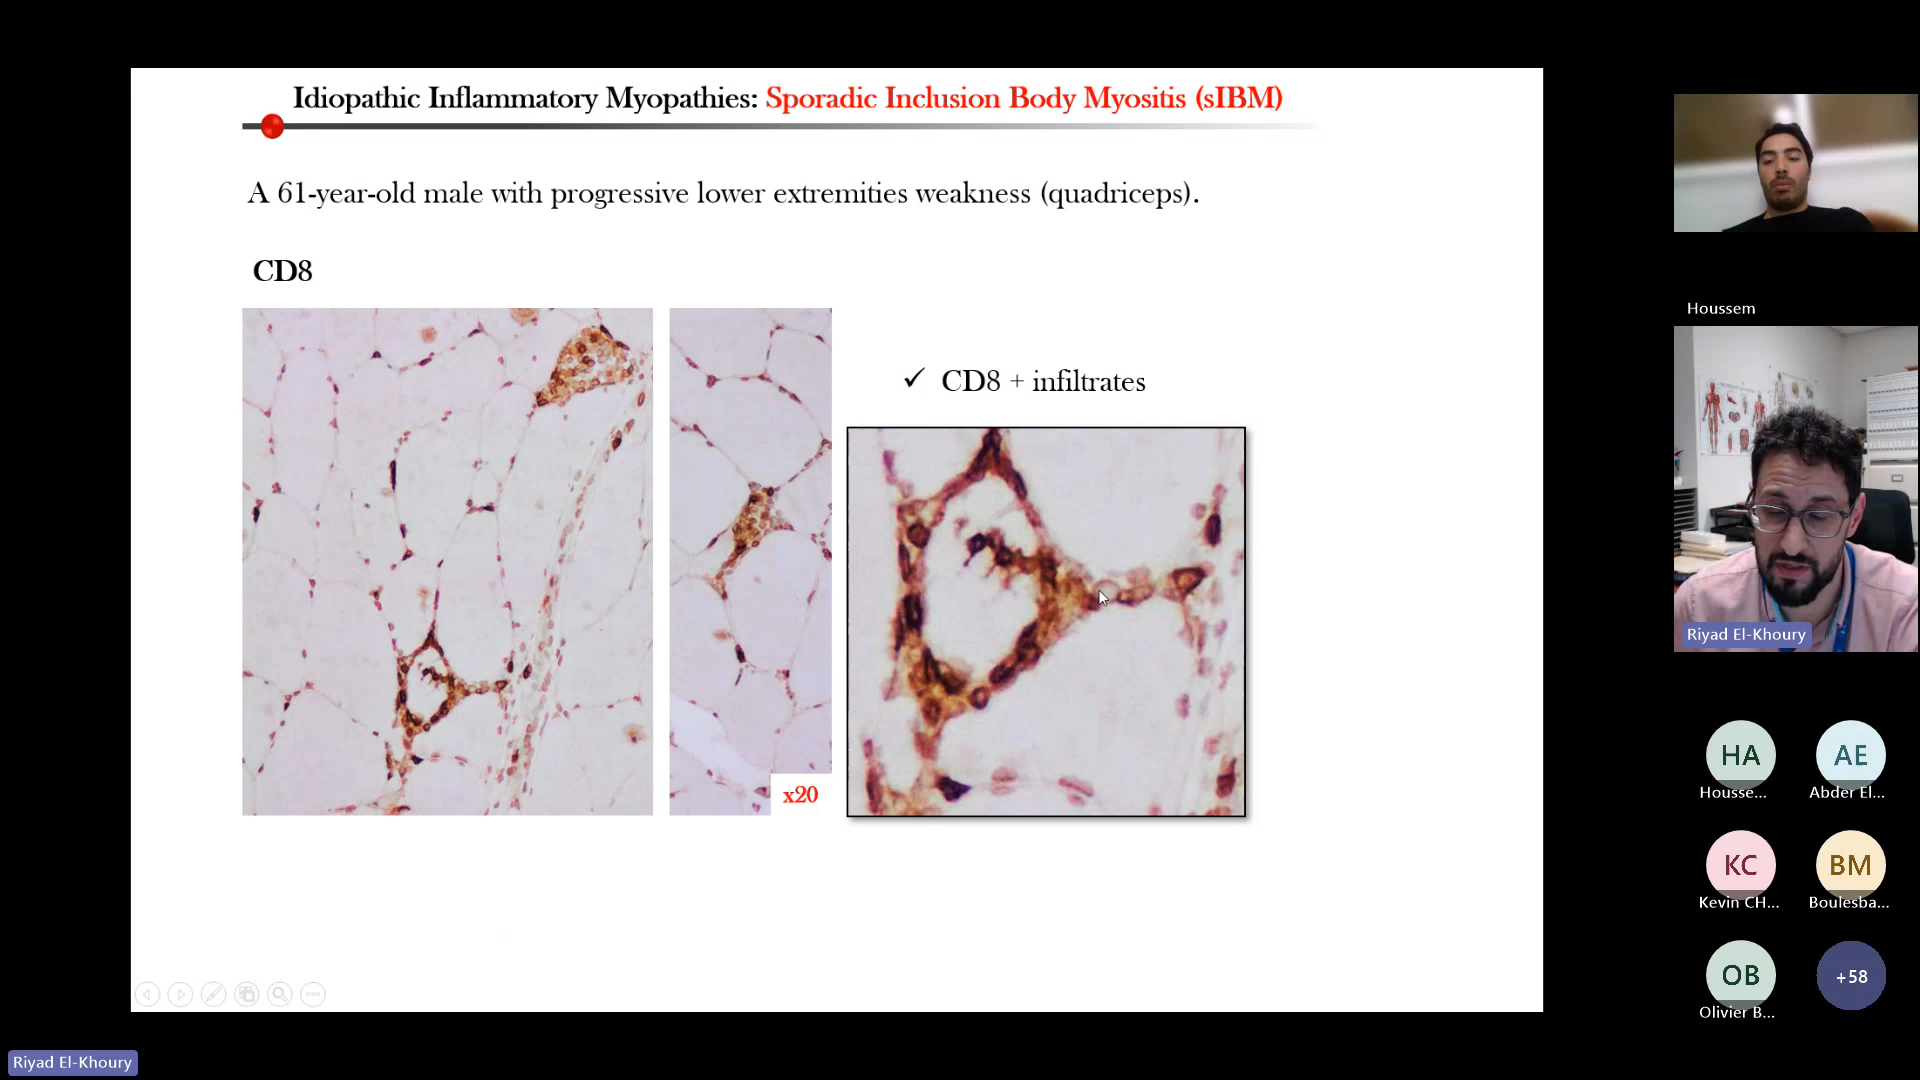 Idiopathic Inflammatory Myopathies: Sporadic Inclusion Body Myositis (sIBM)
A 61-year-old male with progressive lower extremities weakness (quadriceps).
CD8
✓ CD8 + infiltrates
x20
Houssem
Riyad El-Khoury
HA
AE
Housse...
Abder El...
KC
BM
Kevin CH...
Boulesba...
OB
+58
Olivier B...
Riyad El-Khoury